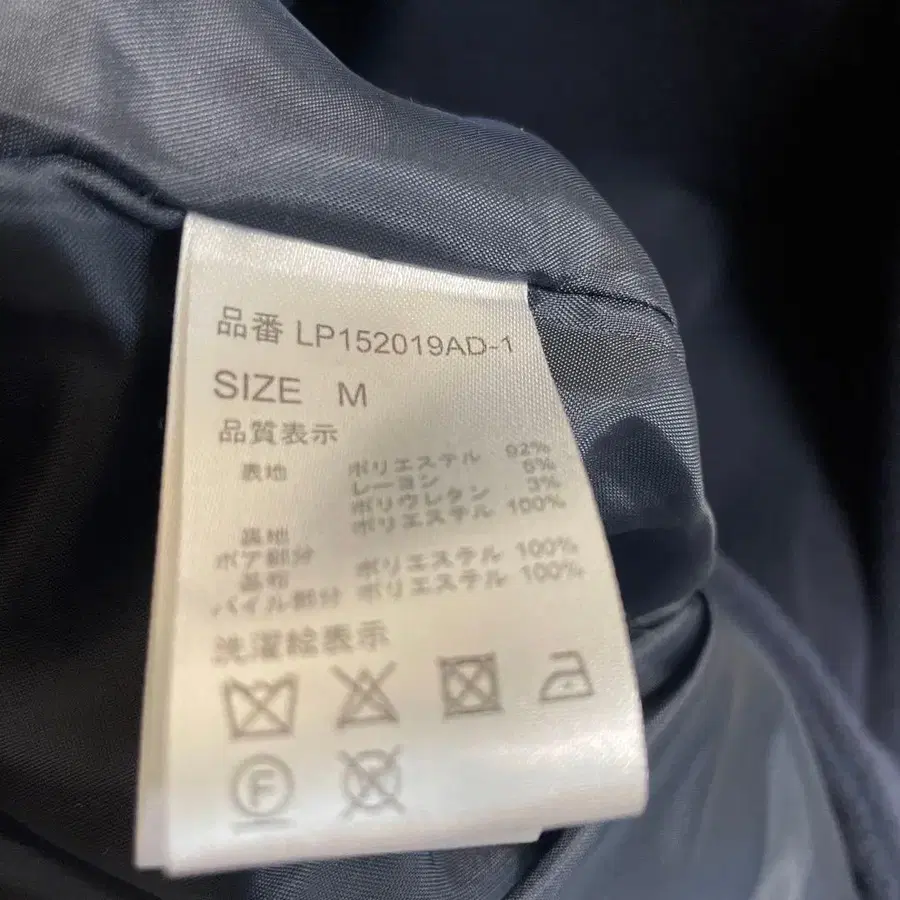 品番 LP152019AD-1
SIZE M
品質表示
表地 ポリエステル 92%
レーヨン 5%
ポリウレタン 3%
裏地 ポリエステル 100%
ボア部分
基布 ポリエステル 100%
パイル部分 ポリエステル 100%
洗濯絵表示
F